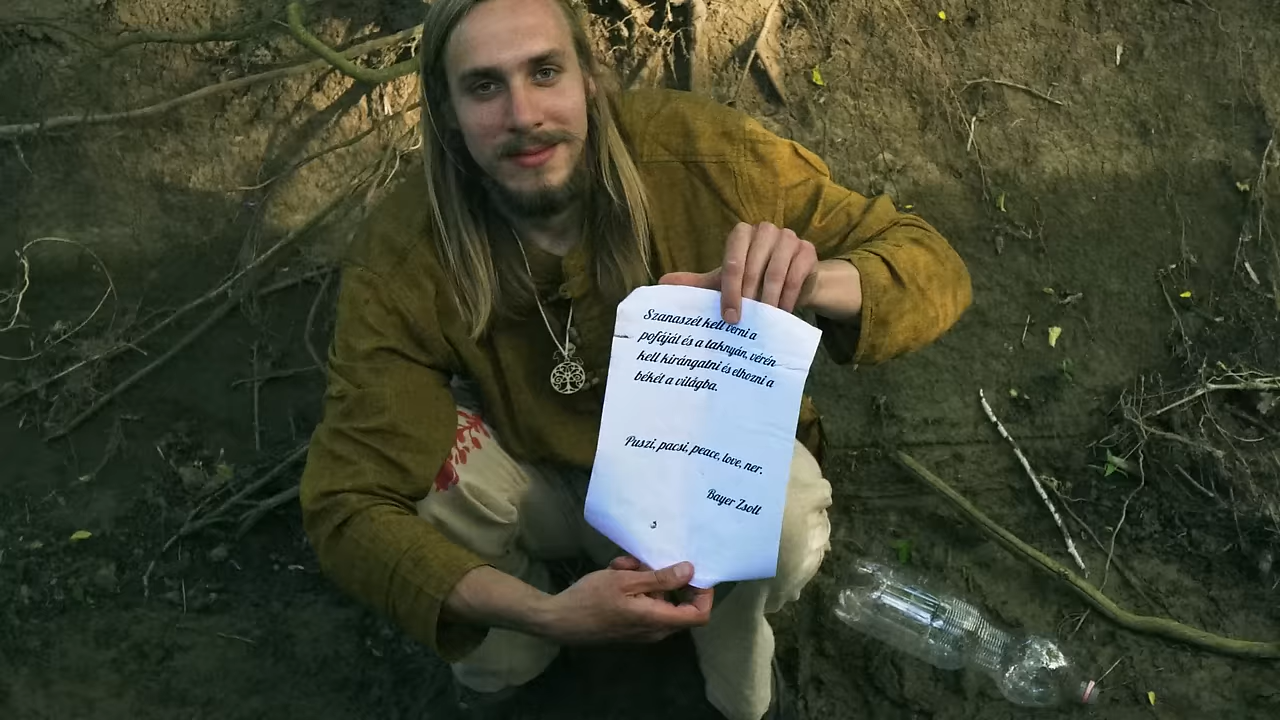 Szanaszét kell verni a
pofáját és a taknyán, vérén
kell kirángatni és elhozni a
békét a világba.
Puszi, pacsi, peace, love, ner.
Bayer Zsolt